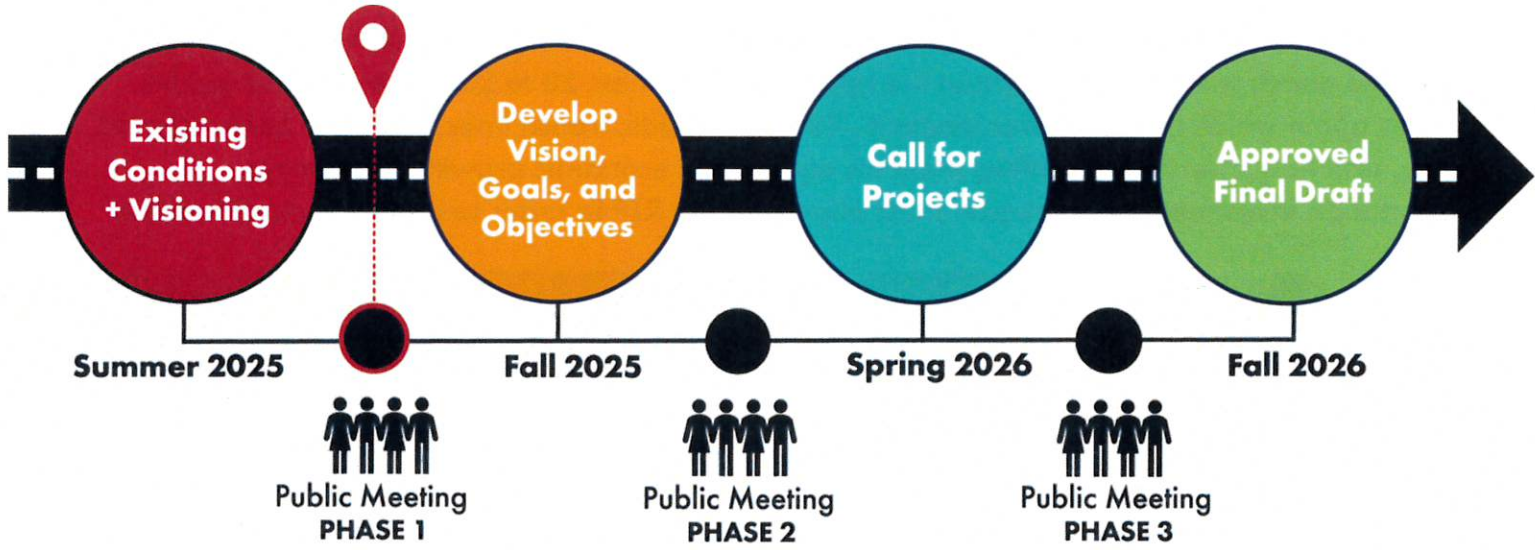 Existing
Conditions
+ Visioning
Develop
Vision,
Goals, and
Objectives
Call for
Projects
Approved
Final Draft
Summer 2025
Fall 2025
Spring 2026
Fall 2026
Public Meeting
PHASE 1
Public Meeting
PHASE 2
Public Meeting
PHASE 3